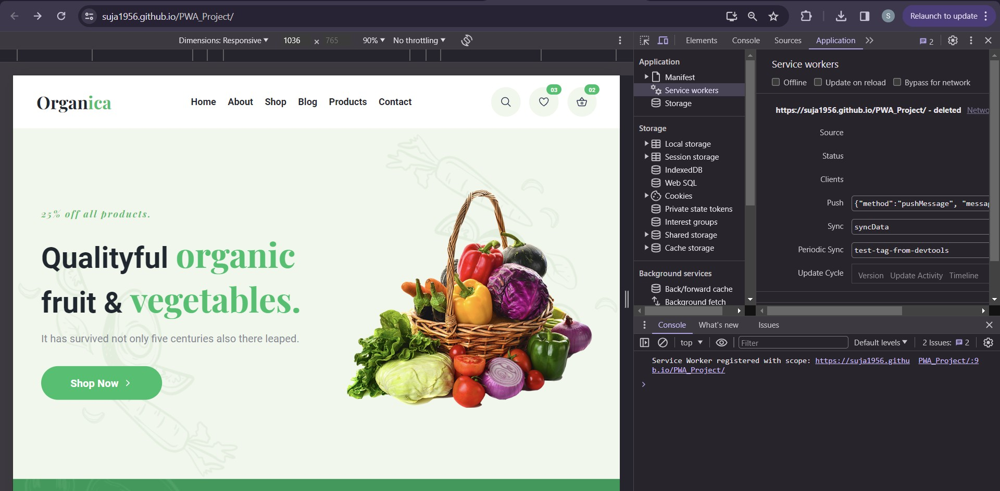 suja1956.github.io/PWA_Project/
S
Relaunch to update
Dimensions: Responsive
1036
×
765
90%
No throttling
Elements
Console
Sources
Application
2
Organica
Home
About
Shop
Blog
Products
Contact
03
02
25% off all products.
Qualityful organic
fruit & vegetables.
It has survived not only five centuries also there leaped.
Shop Now
Application
Manifest
Service workers
Storage
Storage
Local storage
Session storage
IndexedDB
Web SQL
Cookies
Private state tokens
Interest groups
Shared storage
Cache storage
Background services
Back/forward cache
Background fetch
Service workers
Offline
Update on reload
Bypass for network
https://suja1956.github.io/PWA_Project/ - deleted
Netwo
Source
Status
Clients
Push
{"method":"pushMessage", "messag
Sync
syncData
Periodic Sync
test-tag-from-devtools
Update Cycle
Version
Update Activity
Timeline
Console
What's new
Issues
top
Filter
Default levels
2 Issues:
2
Service Worker registered with scope: https://suja1956.githu
PWA_Project/:9
b.io/PWA_Project/